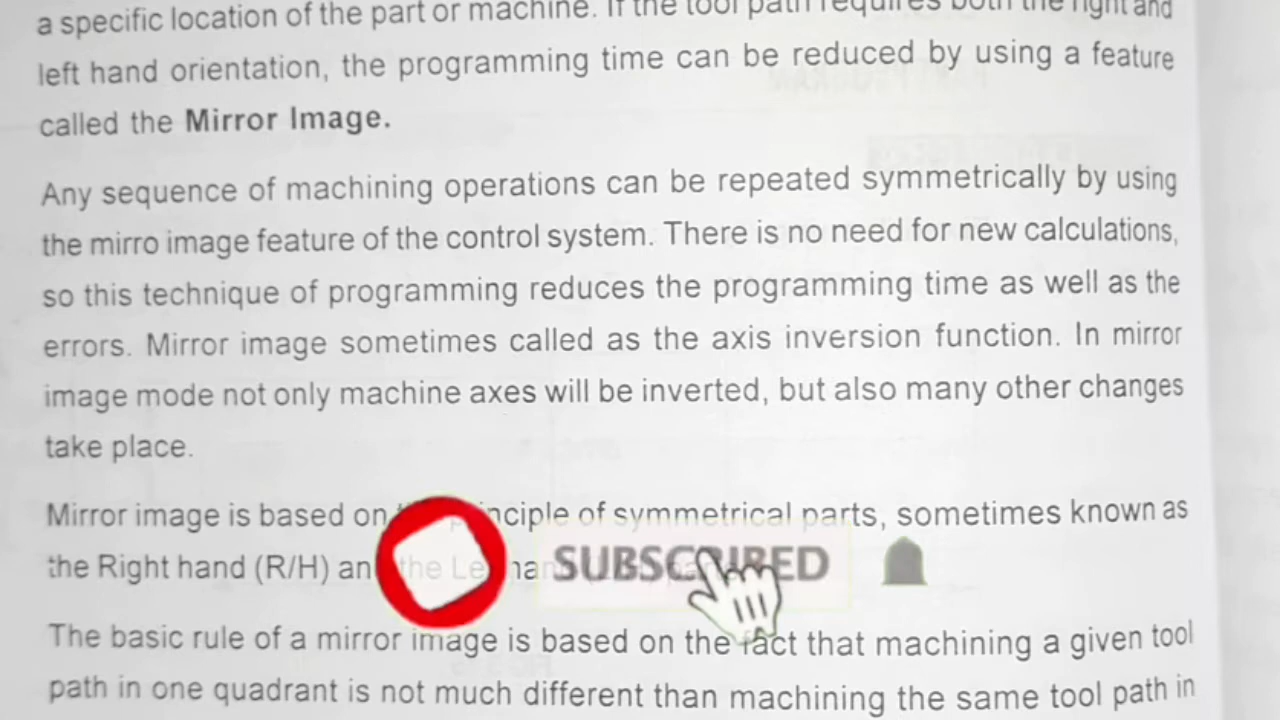 a specific location of the part or machine. If the tool path requires both the right and
left hand orientation, the programming time can be reduced by using a feature
called the Mirror Image.
Any sequence of machining operations can be repeated symmetrically by using
the mirro image feature of the control system. There is no need for new calculations,
so this technique of programming reduces the programming time as well as the
errors. Mirror image sometimes called as the axis inversion function. In mirror
image mode not only machine axes will be inverted, but also many other changes
take place.
Mirror image is based on principle of symmetrical parts, sometimes known as
the Right hand (R/H) and the
SUBSCRIBED
The basic rule of a mirror image is based on the fact that machining a given tool
path in one quadrant is not much different than machining the same tool path in